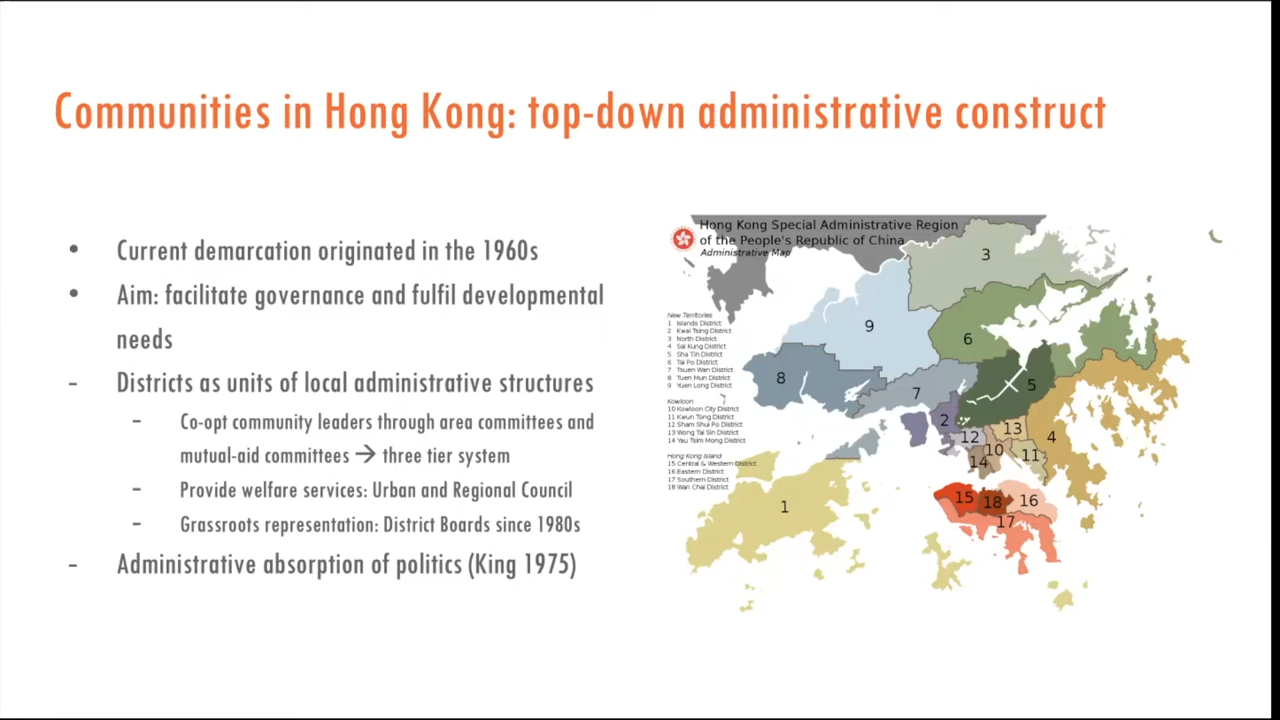 Communities in Hong Kong: top-down administrative construct
• Current demarcation originated in the 1960s
• Aim: facilitate governance and fulfil developmental
needs
- Districts as units of local administrative structures
- Co-opt community leaders through area committees and
mutual-aid committees → three tier system
- Provide welfare services: Urban and Regional Council
- Grassroots representation: District Boards since 1980s
- Administrative absorption of politics (King 1975)
Hong Kong Special Administrative Region
of the People's Republic of China
Administrative Map
New Territories
1 Islands District
2 Kwai Tsing District
3 North District
4 Sai Kung District
5 Sha Tin District
6 Tai Po District
7 Tsuen Wan District
8 Tuen Mun District
9 Yuen Long District
Kowloon
10 Kowloon City District
11 Kwun Tong District
12 Sham Shui Po District
13 Wong Tai Sin District
14 Yau Tsim Mong District
Hong Kong Island
15 Central & Western District
16 Eastern District
17 Southern District
18 Wan Chai District
3
9
6
8
7
5
2
13
12
4
10
14
11
15
18
16
1
17